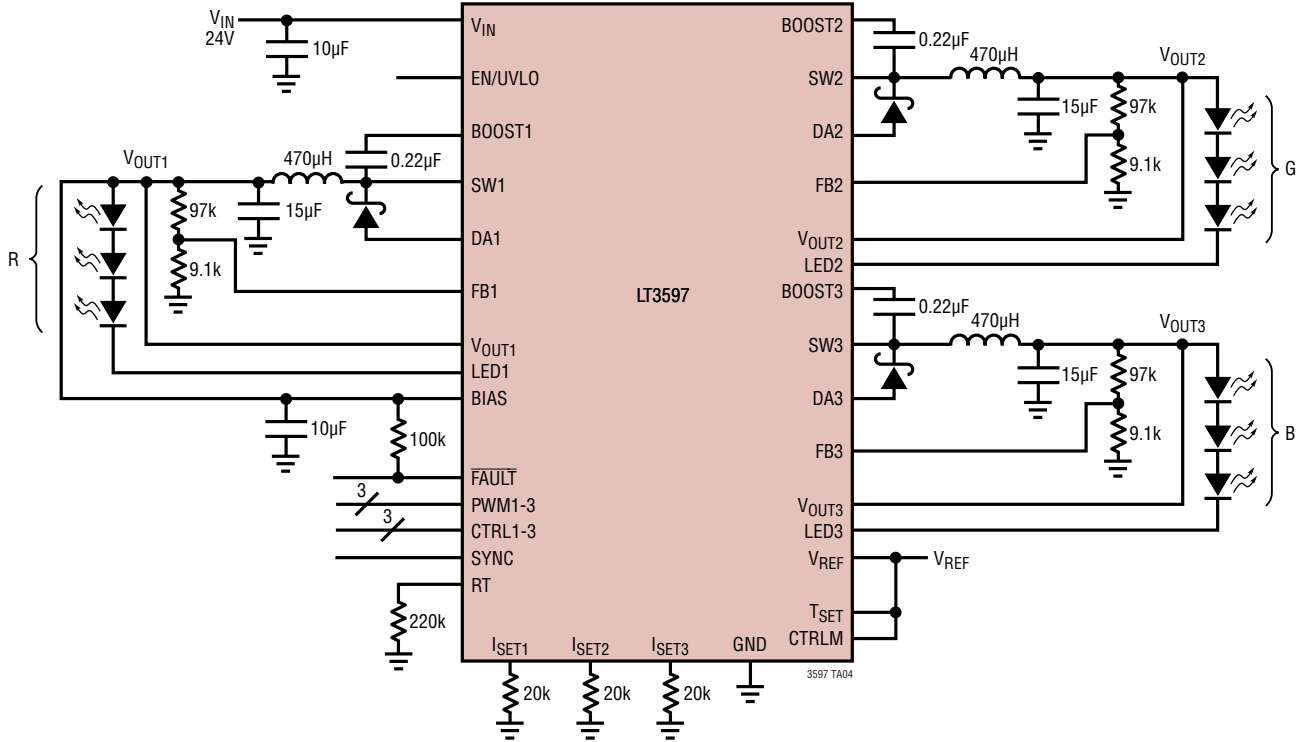 VIN
24V
10µF
VIN
EN/UVLO
BOOST1
VOUT1
470µH
0.22µF
SW1
97k
15µF
DA1
R
9.1k
FB1
VOUT1
LED1
BIAS
10µF
100k
FAULT
3
PWM1-3
3
CTRL1-3
SYNC
RT
220k
ISET1
ISET2
ISET3
GND
20k
20k
20k
LT3597
BOOST2
0.22µF
470µH
VOUT2
SW2
15µF
97k
DA2
9.1k
G
FB2
VOUT2
LED2
BOOST3
0.22µF
470µH
VOUT3
SW3
15µF
97k
DA3
9.1k
B
FB3
VOUT3
LED3
VREF
VREF
TSET
CTRLM
3597 TA04